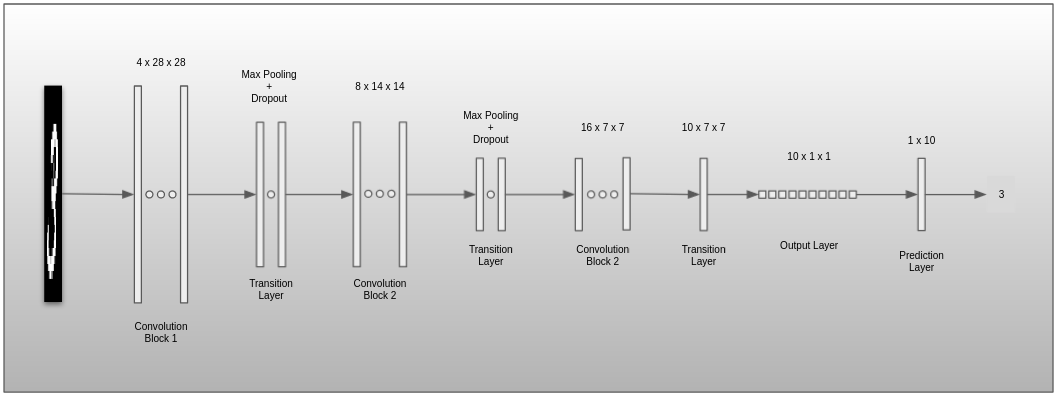 4 x 28 x 28
Convolution
Block 1
Max Pooling
+
Dropout
Transition
Layer
8 x 14 x 14
Convolution
Block 2
Max Pooling
+
Dropout
Transition
Layer
16 x 7 x 7
Convolution
Block 2
10 x 7 x 7
Transition
Layer
10 x 1 x 1
Output Layer
1 x 10
Prediction
Layer
3